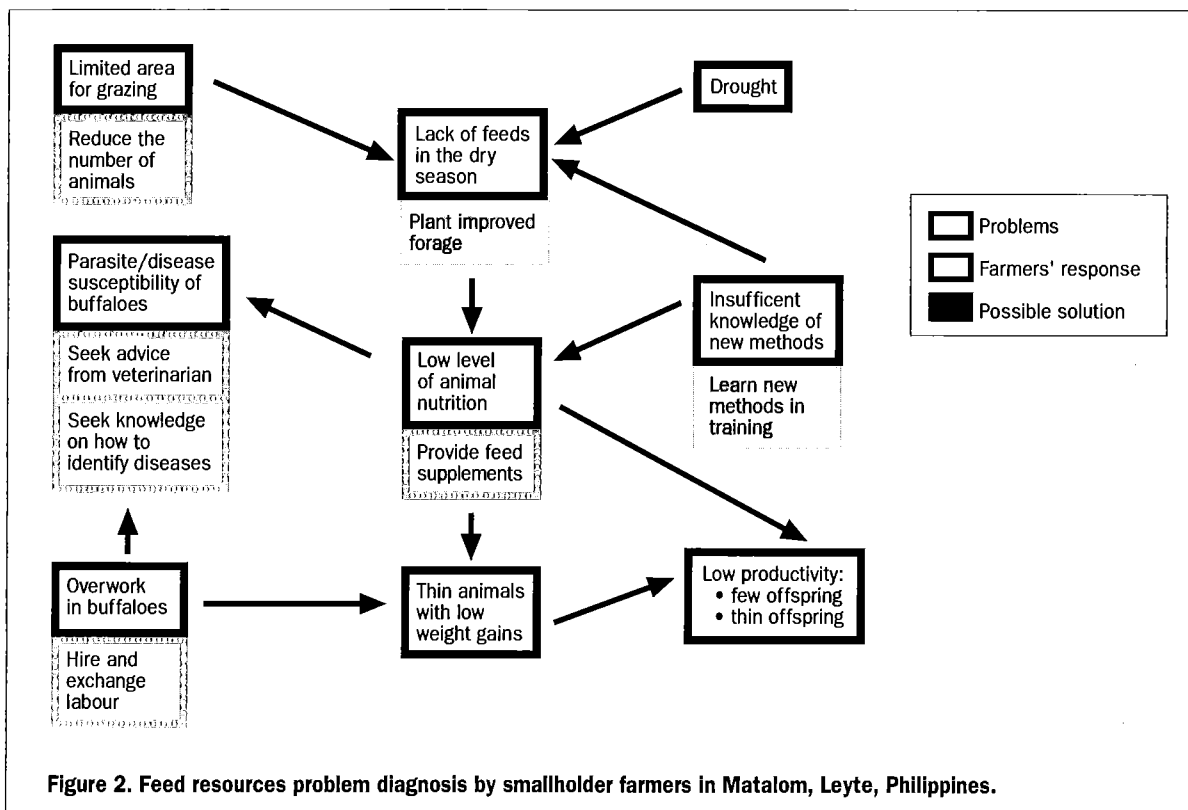 Limited area
for grazing
Reduce the
number of
animals
Drought
Lack of feeds
in the dry
season
Plant improved
forage
Parasite/disease
susceptibility of
buffaloes
Seek advice
from veterinarian
Seek knowledge
on how to
identify diseases
Insufficient
knowledge of
new methods
Learn new
methods in
training
Problems
Farmers' response
Possible solution
Low level
of animal
nutrition
Provide feed
supplements
Overwork
in buffaloes
Hire and
exchange
labour
Thin animals
with low
weight gains
Low productivity:
• few offspring
• thin offspring
Figure 2. Feed resources problem diagnosis by smallholder farmers in Matalom, Leyte, Philippines.